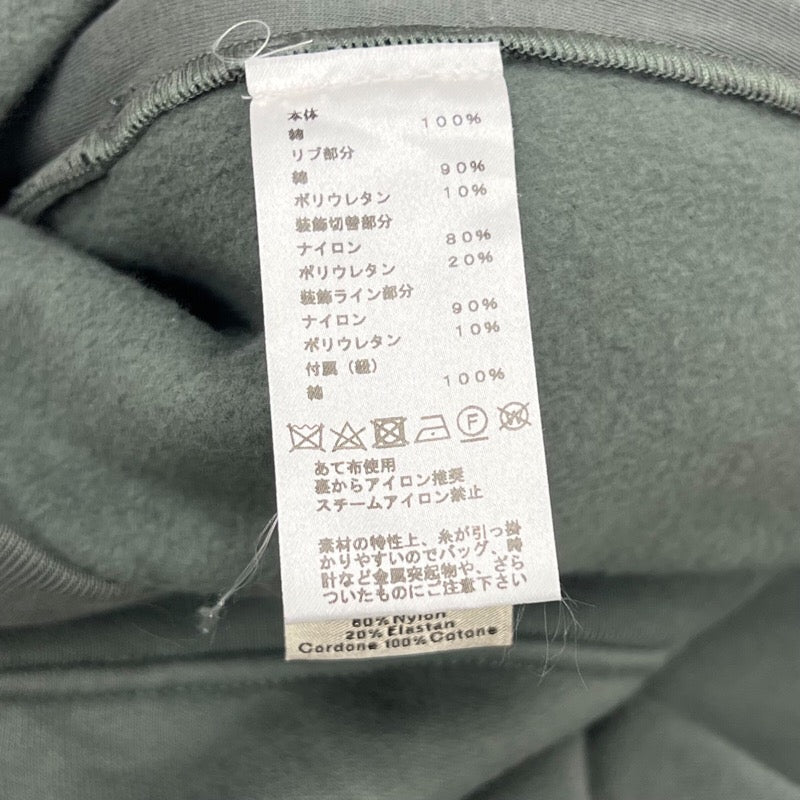 本体
綿 100%
リブ部分
綿 90%
ポリウレタン 10%
装飾切替部分
ナイロン 80%
ポリウレタン 20%
装飾ライン部分
ナイロン 90%
ポリウレタン 10%
付属(紐)
綿 100%
F W
あて布使用
裏からアイロン推奨
スチームアイロン禁止
素材の特性上、糸が引っ掛
かりやすいのでバッグ、時
計など金属突起物や、ざら
ついたものにご注意下さい
80% Nylon
20% Elastan
Cordone 100% Cotone